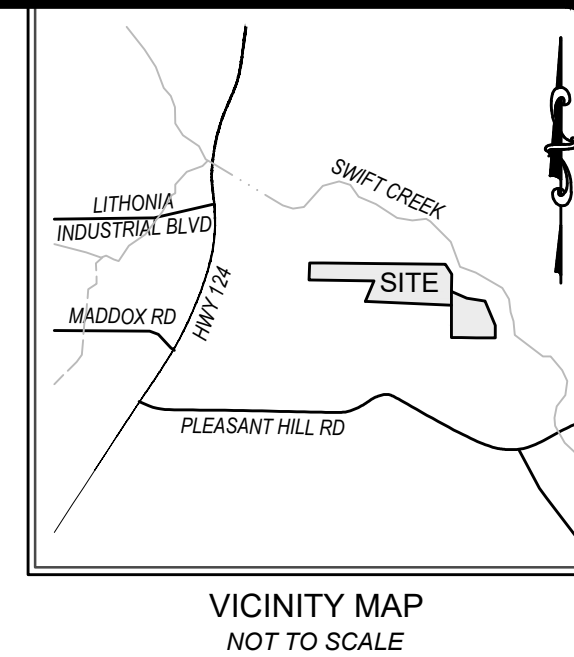 SWIFT CREEK
LITHONIA
INDUSTRIAL BLVD
SITE
HWY 124
MADDOX RD
PLEASANT HILL RD
VICINITY MAP
NOT TO SCALE